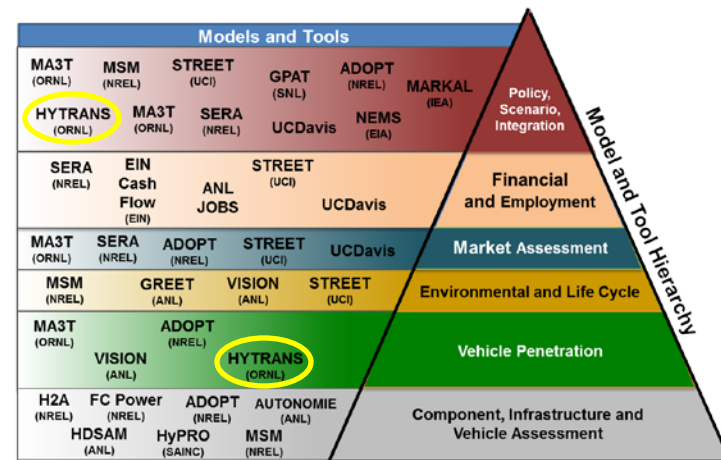 Models and Tools
MA3T
(ORNL)
MSM
(NREL)
STREET
(UCI)
GPAT
(SNL)
ADOPT
(NREL)
MARKAL
(IEA)
HYTRANS
(ORNL)
MA3T
(ORNL)
SERA
(NREL)
UCDavis
NEMS
(EIA)
Policy,
Scenario,
Integration
SERA
(NREL)
EIN
Cash
Flow
(EIN)
ANL
JOBS
STREET
(UCI)
UCDavis
Financial
and Employment
MA3T
(ORNL)
SERA
(NREL)
ADOPT
(NREL)
STREET
(UCI)
UCDavis
Market Assessment
MSM
(NREL)
GREET
(ANL)
VISION
(ANL)
STREET
(UCI)
Environmental and Life Cycle
MA3T
(ORNL)
VISION
(ANL)
ADOPT
(NREL)
HYTRANS
(ORNL)
Vehicle Penetration
H2A
(NREL)
FC Power
(NREL)
ADOPT
(NREL)
AUTONOMIE
(ANL)
HDSAM
(ANL)
HyPRO
(SAINC)
MSM
(NREL)
Component, Infrastructure and
Vehicle Assessment
Model and Tool Hierarchy